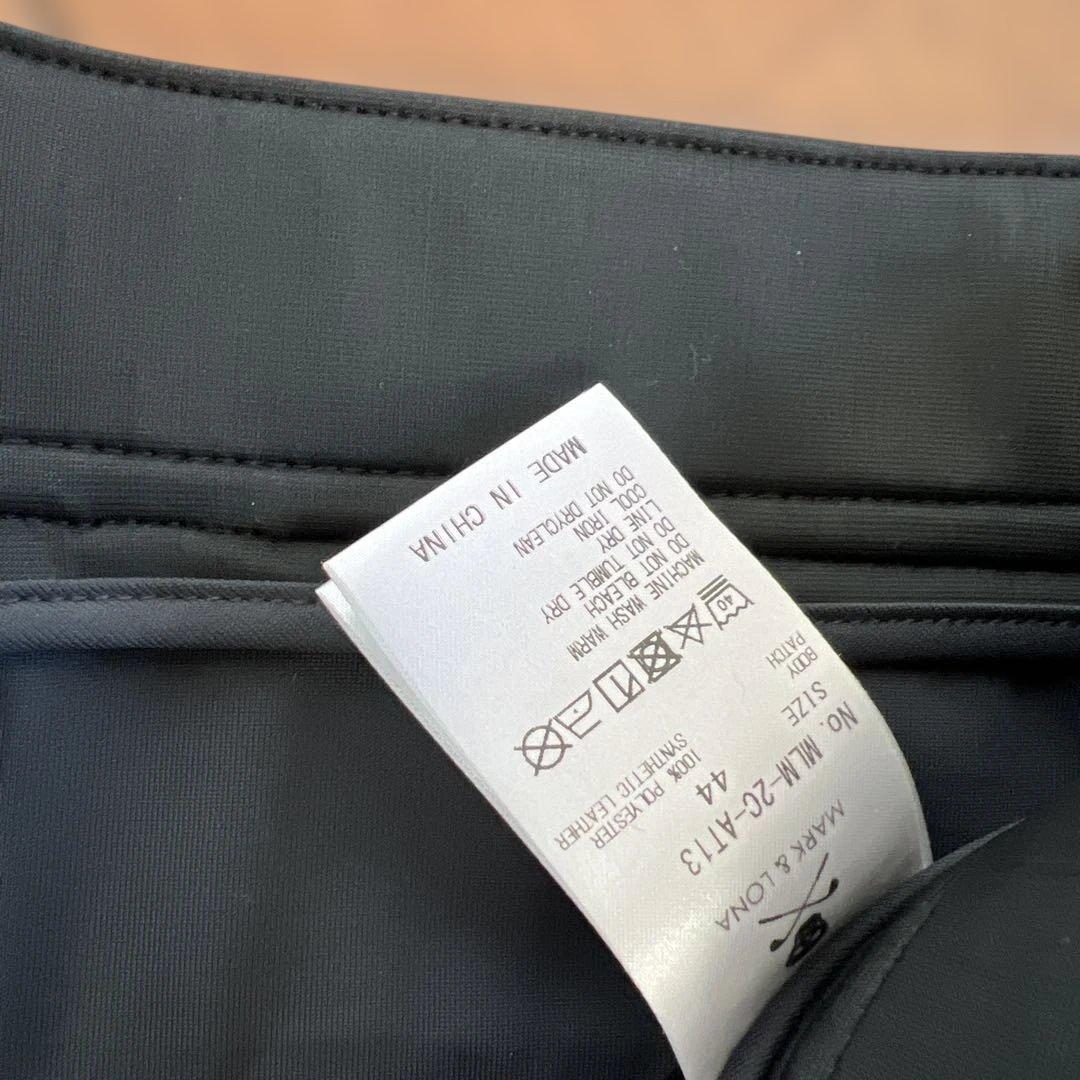 MARK & LONA
No. MLM-2C-AT13
SIZE 44
BODY 100% POLYESTER
PATCH SYNTHETIC LEATHER
40
MACHINE WASH WARM
DO NOT BLEACH
DO NOT TUMBLE DRY
LINE DRY
COOL IRON
DO NOT DRYCLEAN
MADE IN CHINA